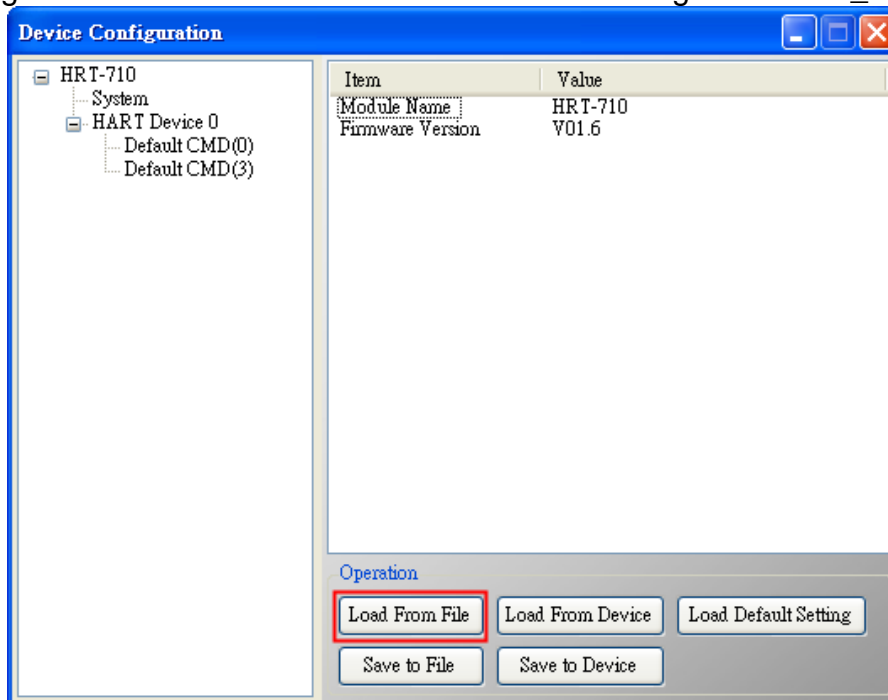 Device Configuration
HRT-710
System
HART Device 0
Default CMD(0)
Default CMD(3)
Item Value
Module Name HRT-710
Firmware Version V01.6
Operation
Load From File Load From Device Load Default Setting
Save to File Save to Device